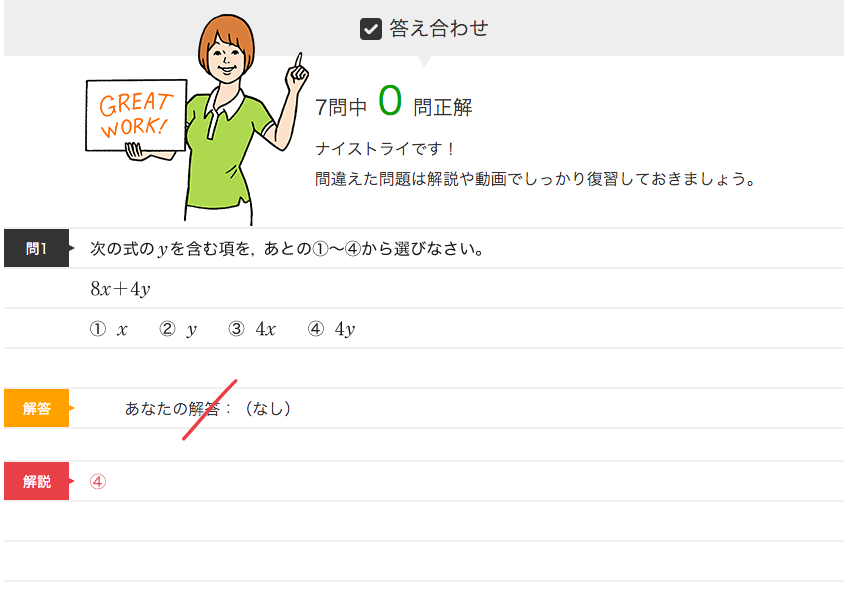 答え合わせ
GREAT
WORK!
7問中 0 問正解
ナイストライです！
間違えた問題は解説や動画でしっかり復習しておきましょう。
問1 次の式のyを含む項を, あとの①〜④から選びなさい。
8x＋4y
① x ② y ③ 4x ④ 4y
解答 あなたの解答：（なし）
解説 ④